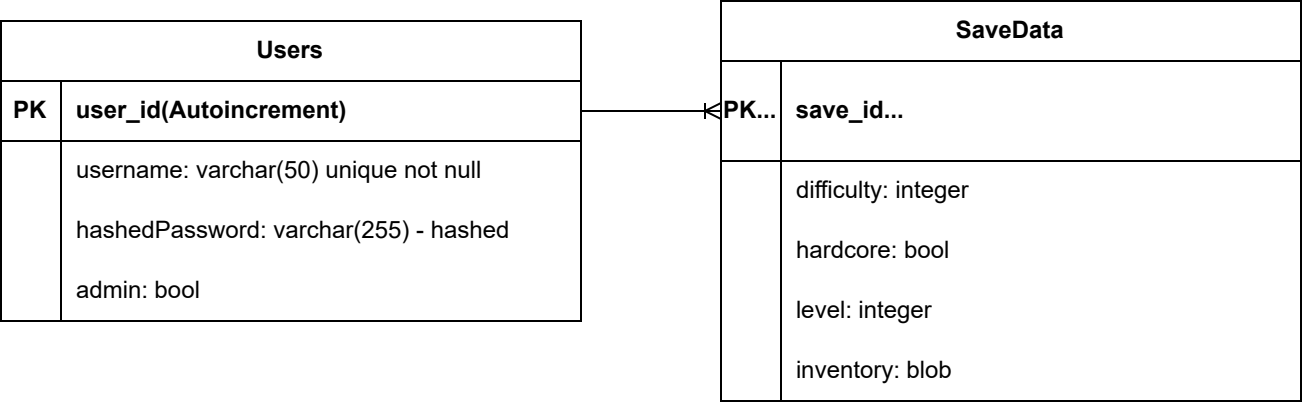 Users
PK
user_id(Autoincrement)
username: varchar(50) unique not null
hashedPassword: varchar(255) - hashed
admin: bool
SaveData
PK...
save_id...
difficulty: integer
hardcore: bool
level: integer
inventory: blob